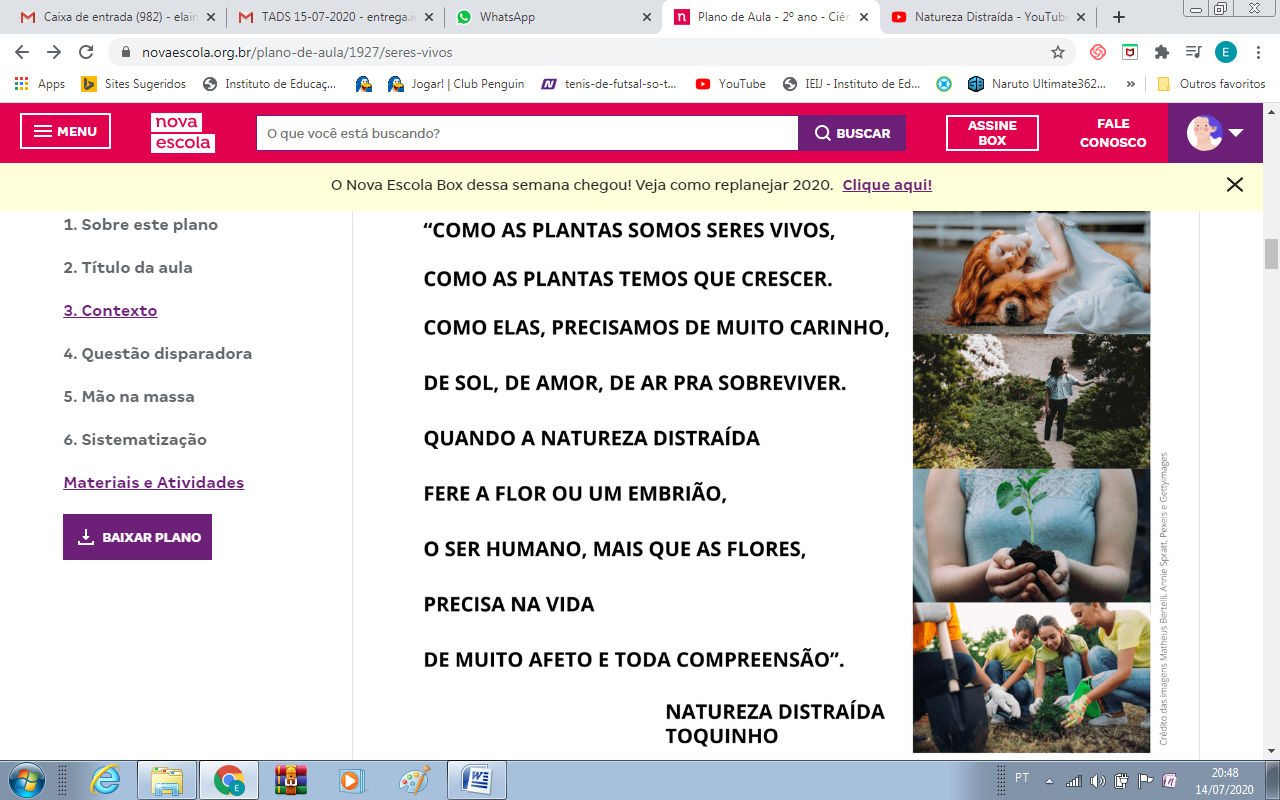 Caixa de entrada (982) - elain
TADS 15-07-2020 - entrega.i
WhatsApp
Plano de Aula - 2º ano - Ciên
Natureza Distraída - YouTube
novaescola.org.br/plano-de-aula/1927/seres-vivos
E
Apps
Sites Sugeridos
Instituto de Educaç...
Jogar! | Club Penguin
tenis-de-futsal-so-t...
YouTube
IEIJ - Instituto de Ed...
Naruto Ultimate362...
»
Outros favoritos
MENU
nova
escola
O que você está buscando?
BUSCAR
ASSINE
BOX
FALE
CONOSCO
O Nova Escola Box dessa semana chegou! Veja como replanejar 2020. Clique aqui!
1. Sobre este plano
2. Título da aula
3. Contexto
4. Questão disparadora
5. Mão na massa
6. Sistematização
Materiais e Atividades
BAIXAR PLANO
“COMO AS PLANTAS SOMOS SERES VIVOS,
COMO AS PLANTAS TEMOS QUE CRESCER.
COMO ELAS, PRECISAMOS DE MUITO CARINHO,
DE SOL, DE AMOR, DE AR PRA SOBREVIVER.
QUANDO A NATUREZA DISTRAÍDA
FERE A FLOR OU UM EMBRIÃO,
O SER HUMANO, MAIS QUE AS FLORES,
PRECISA NA VIDA
DE MUITO AFETO E TODA COMPREENSÃO”.
NATUREZA DISTRAÍDA
TOQUINHO
Crédito das imagens Matheus Bertelli, Annie Spratt, Pexels e Gettyimages
PT
20:48
14/07/2020